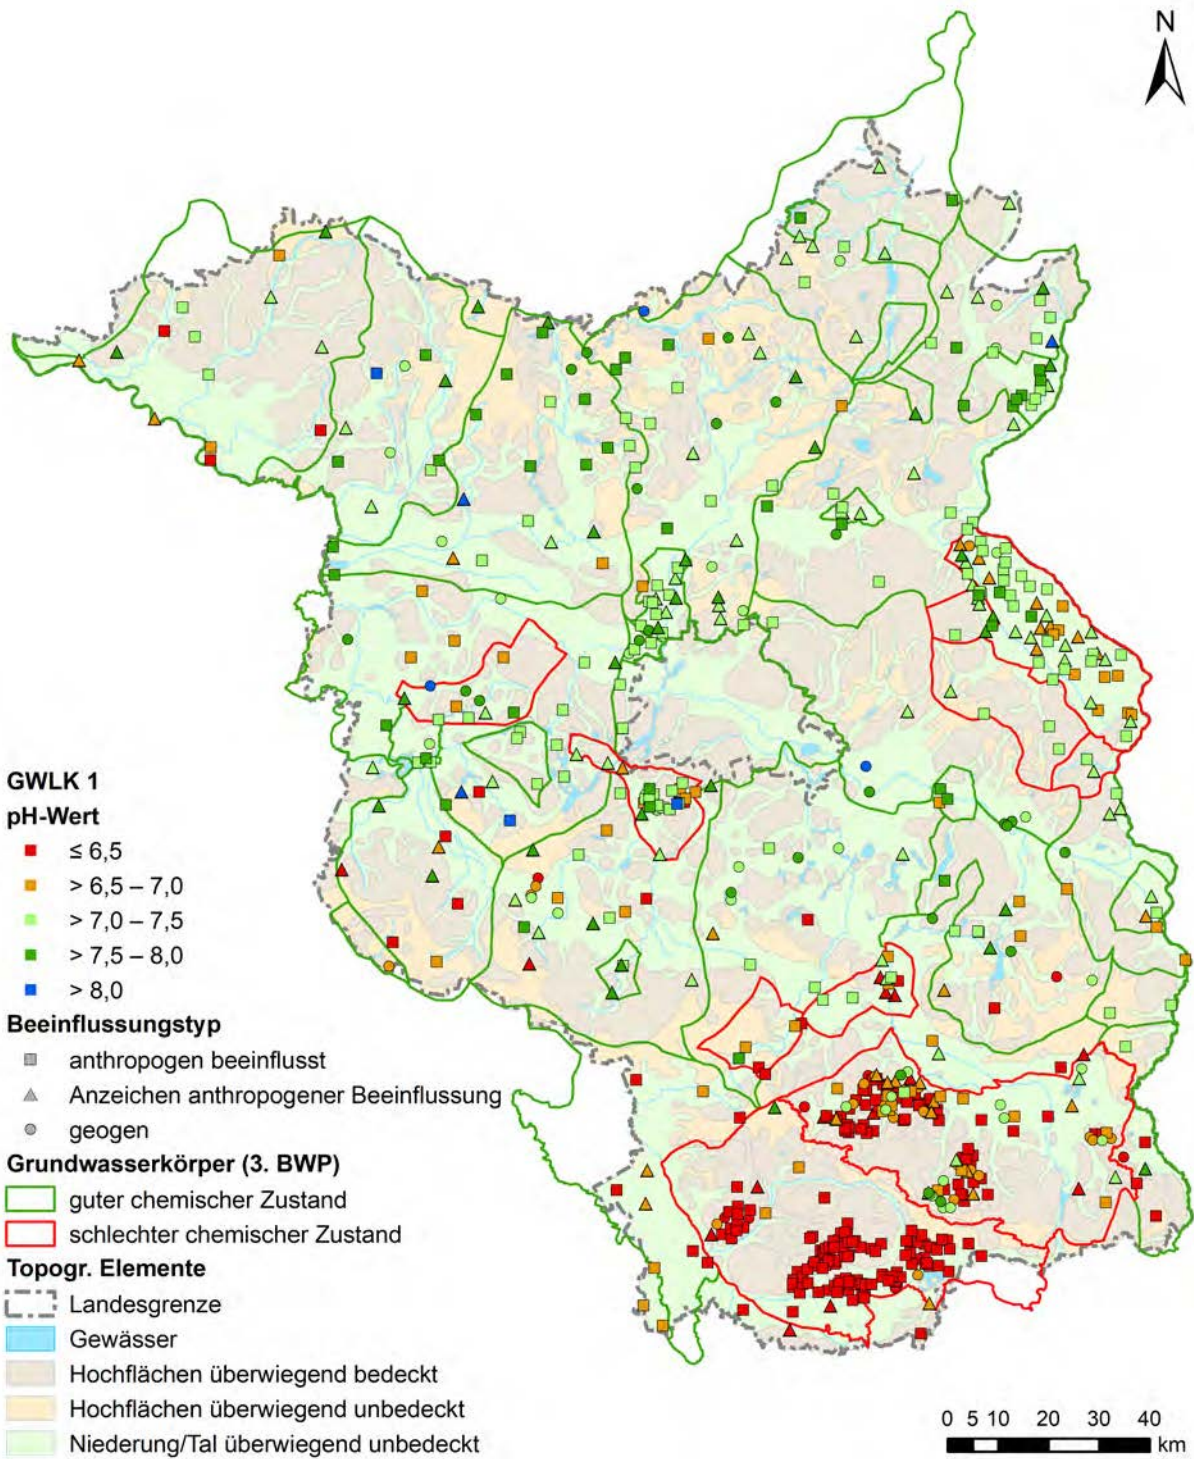 N
GWLK 1
pH-Wert
≤ 6,5
> 6,5 – 7,0
> 7,0 – 7,5
> 7,5 – 8,0
> 8,0
Beeinflussungstyp
anthropogen beeinflusst
Anzeichen anthropogener Beeinflussung
geogen
Grundwasserkörper (3. BWP)
guter chemischer Zustand
schlechter chemischer Zustand
Topogr. Elemente
Landesgrenze
Gewässer
Hochflächen überwiegend bedeckt
Hochflächen überwiegend unbedeckt
Niederung/Tal überwiegend unbedeckt
0 5 10 20 30 40
km